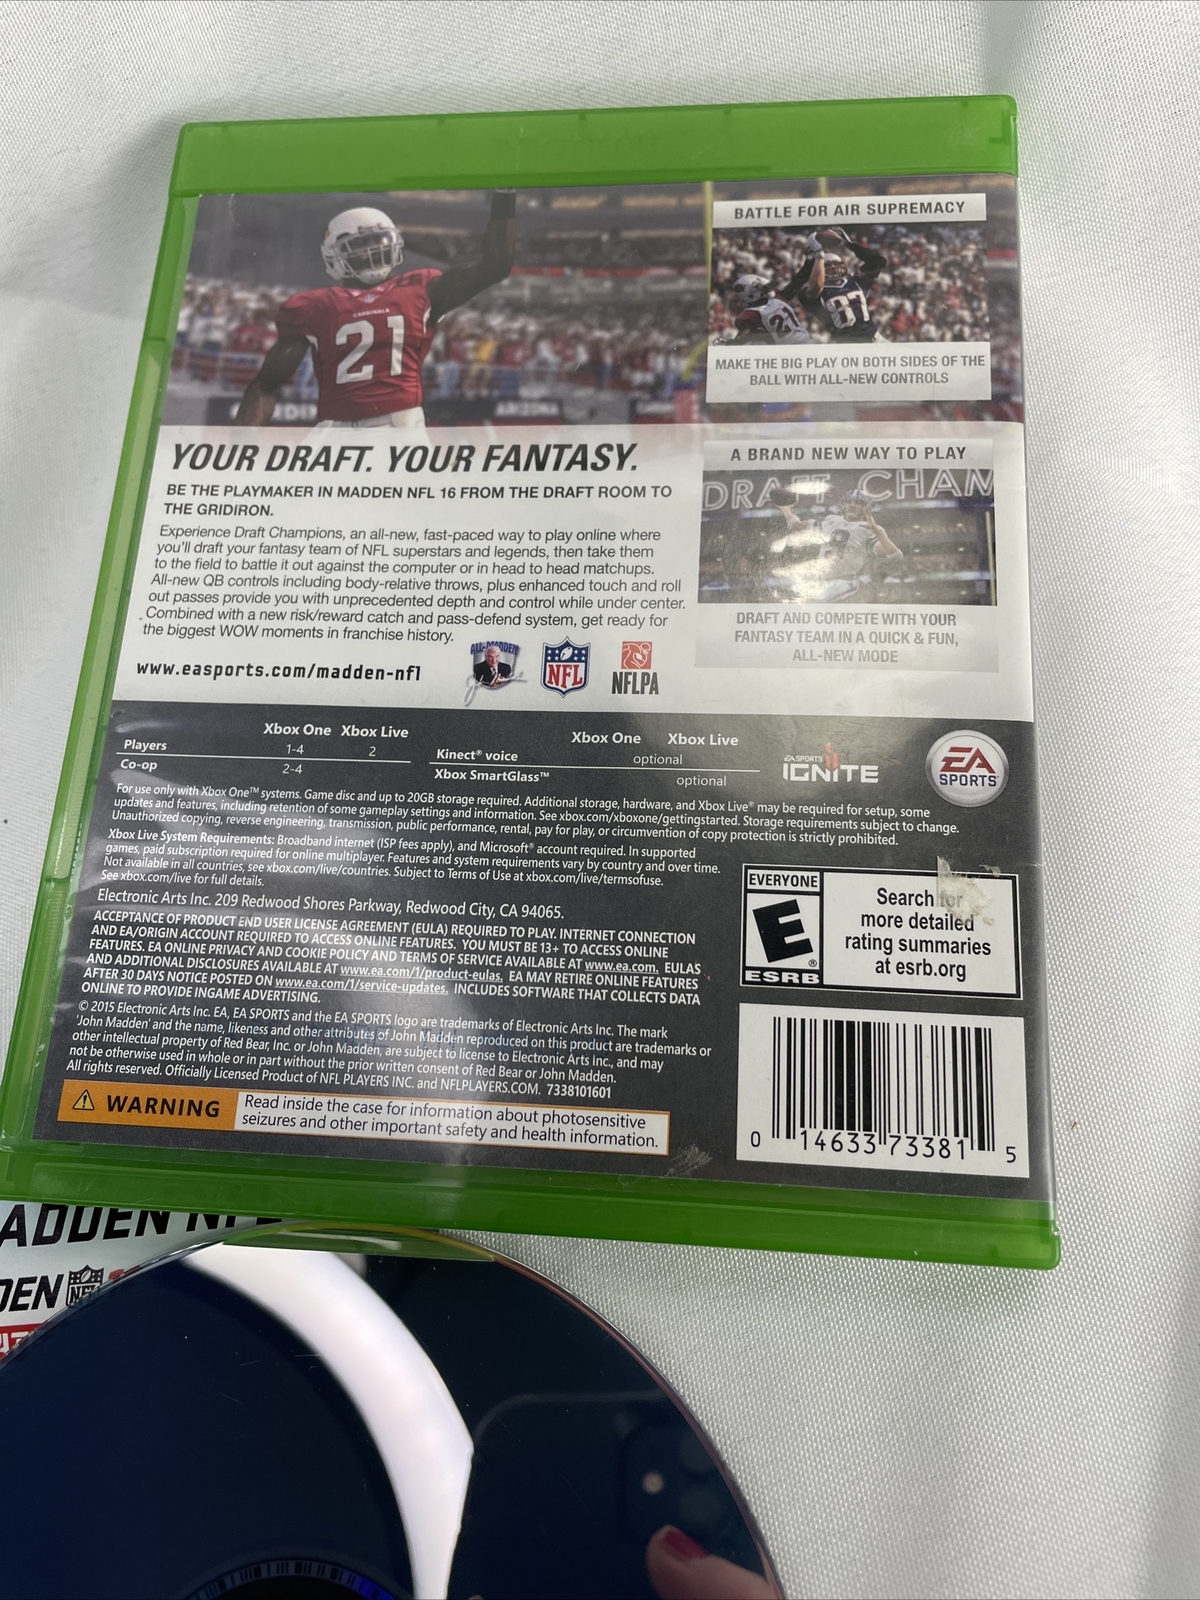 CARDINALS
21
ARIZONA
BATTLE FOR AIR SUPREMACY
21
87
MAKE THE BIG PLAY ON BOTH SIDES OF THE
BALL WITH ALL-NEW CONTROLS
YOUR DRAFT. YOUR FANTASY.
BE THE PLAYMAKER IN MADDEN NFL 16 FROM THE DRAFT ROOM TO
THE GRIDIRON.
Experience Draft Champions, an all-new, fast-paced way to play online where
you'll draft your fantasy team of NFL superstars and legends, then take them
to the field to battle it out against the computer or in head to head matchups.
All-new QB controls including body-relative throws, plus enhanced touch and roll
out passes provide you with unprecedented depth and control while under center.
Combined with a new risk/reward catch and pass-defend system, get ready for
the biggest WOW moments in franchise history.
A BRAND NEW WAY TO PLAY
DRAFT CHAM
DRAFT AND COMPETE WITH YOUR
FANTASY TEAM IN A QUICK & FUN,
ALL-NEW MODE
www.easports.com/madden-nfl
ALL-MADDEN
NFL
NFLPA
Xbox One Xbox Live
Players 1-4 2
Co-op 2-4
Xbox One Xbox Live
Kinect® voice optional
Xbox SmartGlass™ optional
EA SPORTS
IGNITE
EA
SPORTS™
For use only with Xbox One™ systems. Game disc and up to 20GB storage required. Additional storage, hardware, and Xbox Live® may be required for setup, some
updates and features, including retention of some gameplay settings and information. See xbox.com/xboxone/gettingstarted. Storage requirements subject to change.
Unauthorized copying, reverse engineering, transmission, public performance, rental, pay for play, or circumvention of copy protection is strictly prohibited.
Xbox Live System Requirements: Broadband internet (ISP fees apply), and Microsoft® account required. In supported
games, paid subscription required for online multiplayer. Features and system requirements vary by country and over time.
Not available in all countries, see xbox.com/live/countries. Subject to Terms of Use at xbox.com/live/termsofuse.
See xbox.com/live for full details.
Electronic Arts Inc. 209 Redwood Shores Parkway, Redwood City, CA 94065.
ACCEPTANCE OF PRODUCT END USER LICENSE AGREEMENT (EULA) REQUIRED TO PLAY. INTERNET CONNECTION
AND EA/ORIGIN ACCOUNT REQUIRED TO ACCESS ONLINE FEATURES. YOU MUST BE 13+ TO ACCESS ONLINE
FEATURES. EA ONLINE PRIVACY AND COOKIE POLICY AND TERMS OF SERVICE AVAILABLE AT www.ea.com. EULAS
AND ADDITIONAL DISCLOSURES AVAILABLE AT www.ea.com/1/product-eulas. EA MAY RETIRE ONLINE FEATURES
AFTER 30 DAYS NOTICE POSTED ON www.ea.com/1/service-updates. INCLUDES SOFTWARE THAT COLLECTS DATA
ONLINE TO PROVIDE INGAME ADVERTISING.
© 2015 Electronic Arts Inc. EA, EA SPORTS and the EA SPORTS logo are trademarks of Electronic Arts Inc. The mark
'John Madden' and the name, likeness and other attributes of John Madden reproduced on this product are trademarks or
other intellectual property of Red Bear, Inc. or John Madden, are subject to license to Electronic Arts Inc., and may
not be otherwise used in whole or in part without the prior written consent of Red Bear or John Madden.
All rights reserved. Officially Licensed Product of NFL PLAYERS INC. and NFLPLAYERS.COM. 7338101601
EVERYONE
E
®
ESRB
Search for
more detailed
rating summaries
at esrb.org
WARNING
Read inside the case for information about photosensitive
seizures and other important safety and health information.
0 14633 73381 5
ADDEN NFL
DEN NFL